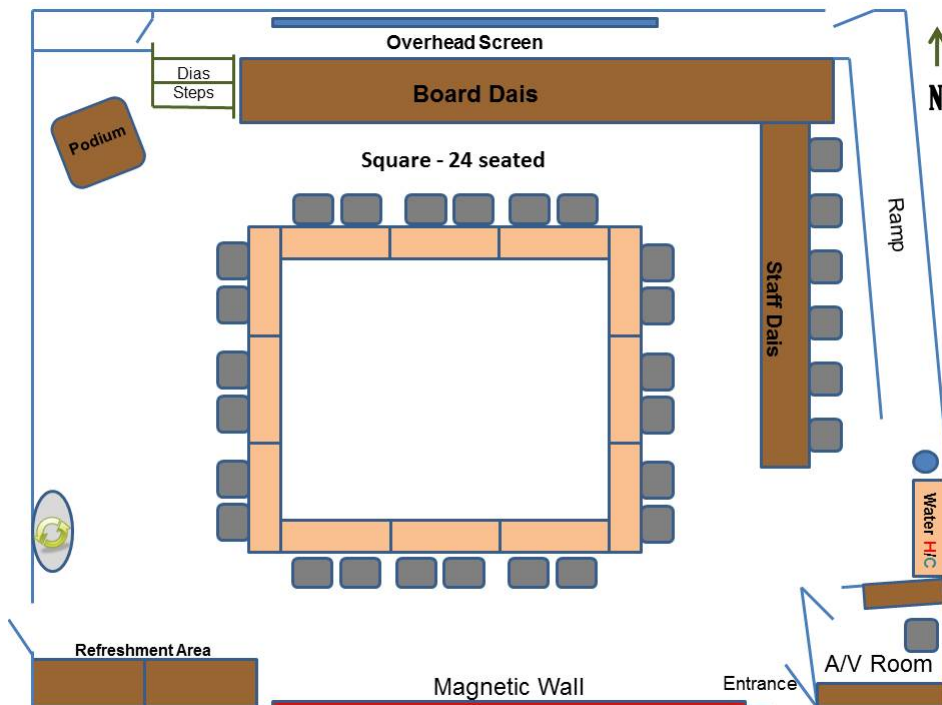 Overhead Screen
Dias
Steps
Board Dais
N
Podium
Square - 24 seated
Ramp
Staff Dais
Water H/C
Refreshment Area
Magnetic Wall
Entrance
A/V Room